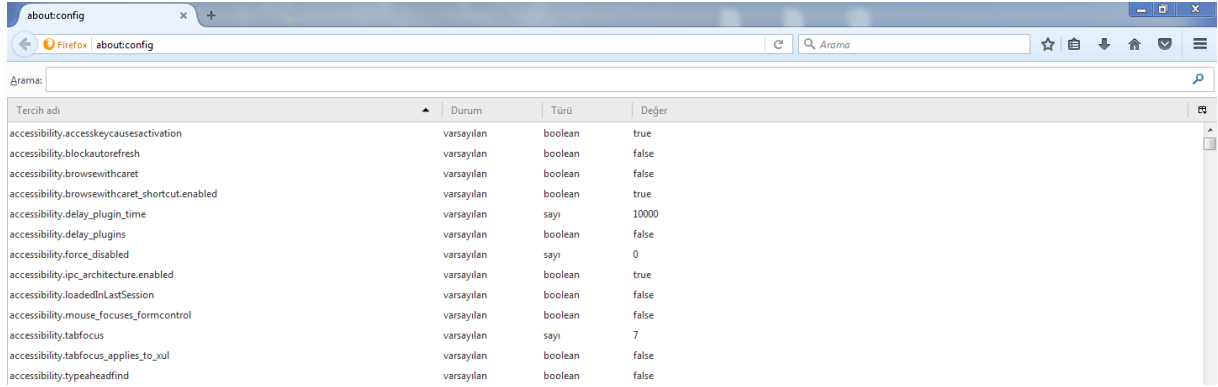 about:config
Firefox about:config Arama
Arama:
Tercih adı Durum Türü Değer
accessibility.accesskeycausesactivation varsayılan boolean true
accessibility.blockautorefresh varsayılan boolean false
accessibility.browsewithcaret varsayılan boolean false
accessibility.browsewithcaret_shortcut.enabled varsayılan boolean true
accessibility.delay_plugin_time varsayılan sayı 10000
accessibility.delay_plugins varsayılan boolean false
accessibility.force_disabled varsayılan sayı 0
accessibility.ipc_architecture.enabled varsayılan boolean true
accessibility.loadedInLastSession varsayılan boolean false
accessibility.mouse_focuses_formcontrol varsayılan boolean false
accessibility.tabfocus varsayılan sayı 7
accessibility.tabfocus_applies_to_xul varsayılan boolean false
accessibility.typeaheadfind varsayılan boolean false